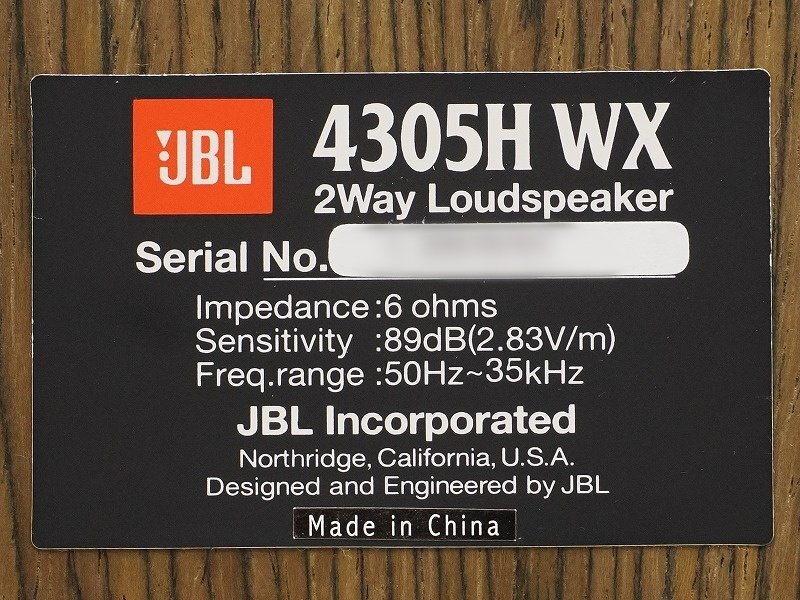 JBL
4305H WX
2Way Loudspeaker
Serial No.
Impedance :6 ohms
Sensitivity :89dB(2.83V/m)
Freq.range :50Hz~35kHz
JBL Incorporated
Northridge, California, U.S.A.
Designed and Engineered by JBL
Made in China